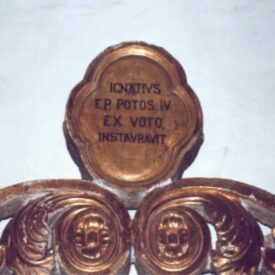 IGNATIVS
E.P. POTOS. IV
EX VOTO
INSTAVRAVIT